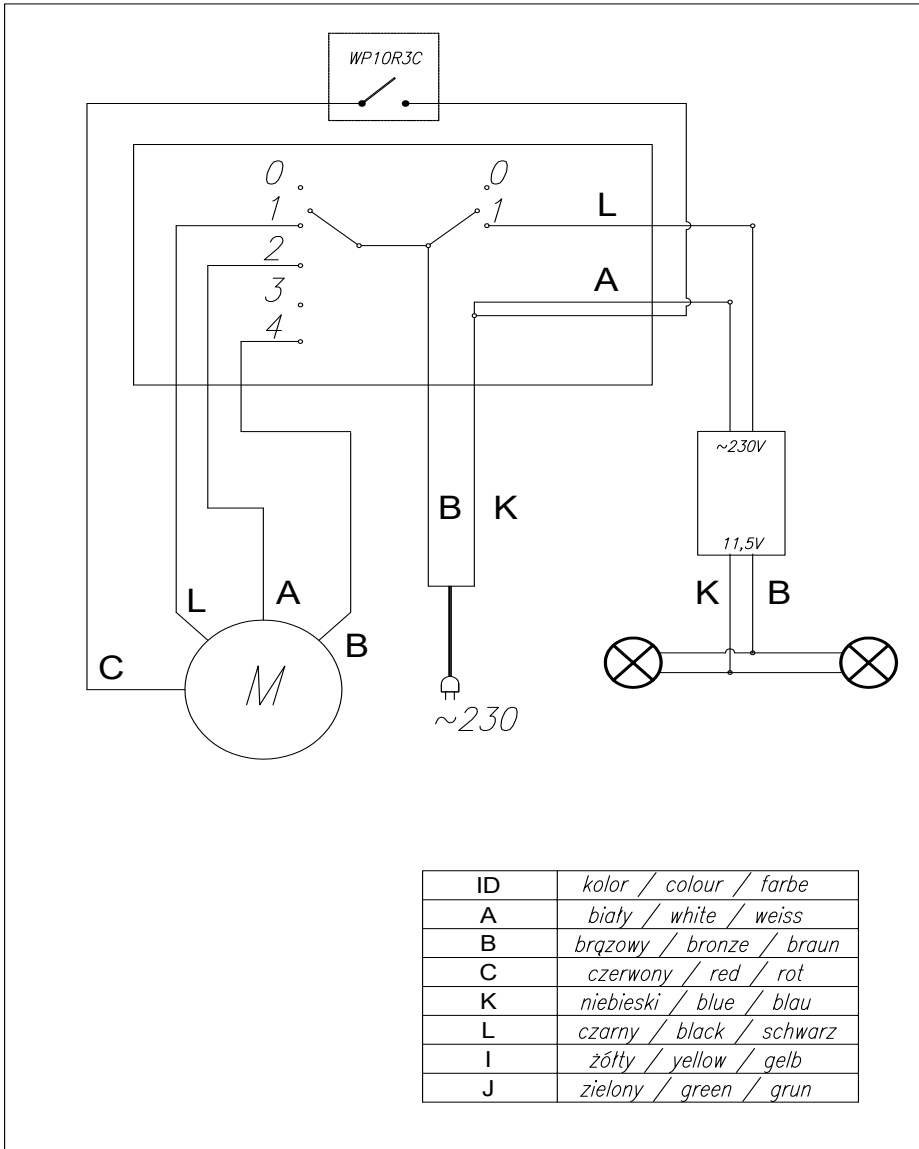 WP10R3C
0 0
1 1 L
2
A
3
4
~230V
B K
11,5V
K B
L A
B
C
M
~230
ID kolor / colour / farbe
A biały / white / weiss
B brązowy / bronze / braun
C czerwony / red / rot
K niebieski / blue / blau
L czarny / black / schwarz
I żółty / yellow / gelb
J zielony / green / grun